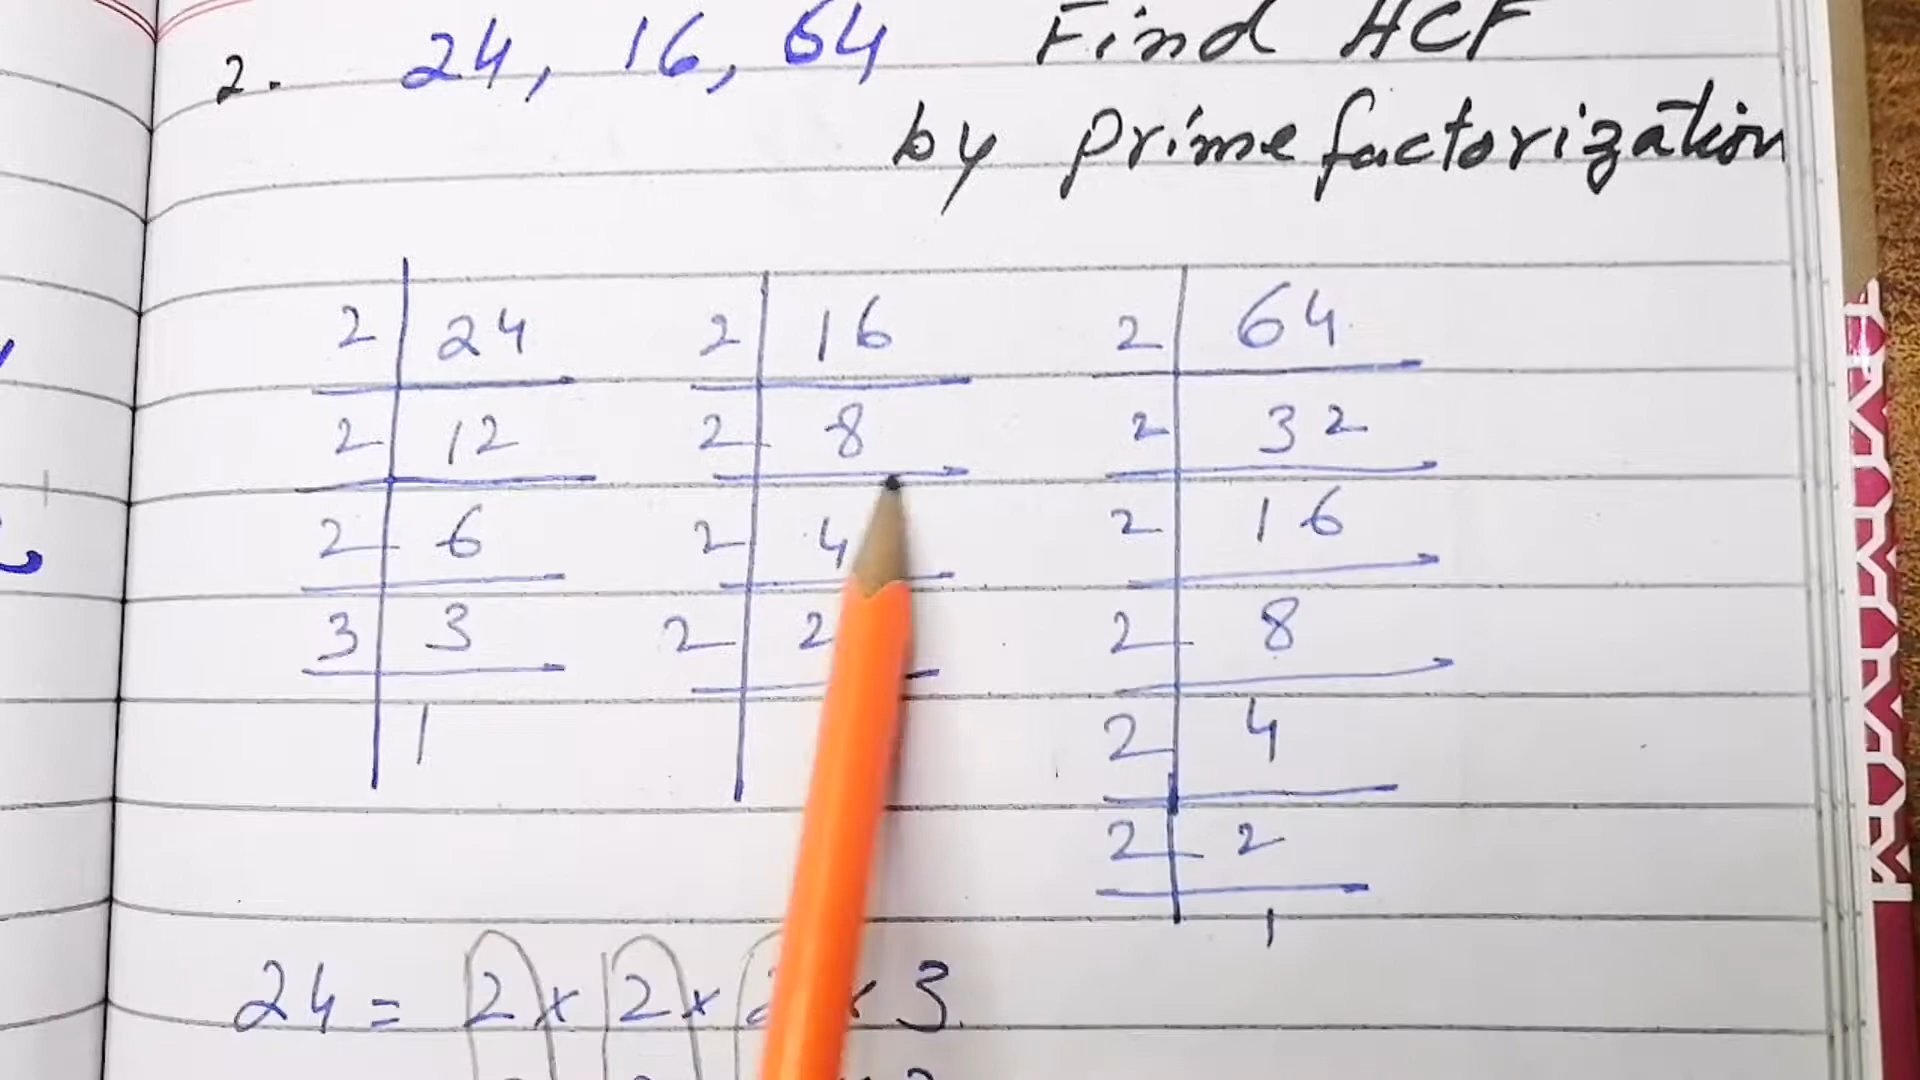 2. 24, 16, 64 Find HCF
by prime factorization
2 24 2 16 2 64
2 12 2 8 2 32
2 6 2 4 2 16
3 3 2 2 2 8
1 2 4
2 2
1
24 = 2 x 2 x 2 x 3